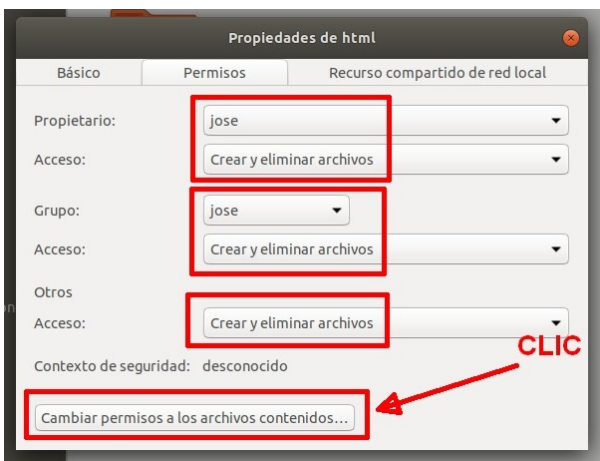 Propiedades de html
Básico Permisos Recurso compartido de red local
Propietario: jose
Acceso: Crear y eliminar archivos
Grupo: jose
Acceso: Crear y eliminar archivos
Otros
Acceso: Crear y eliminar archivos
CLIC
Contexto de seguridad: desconocido
Cambiar permisos a los archivos contenidos...